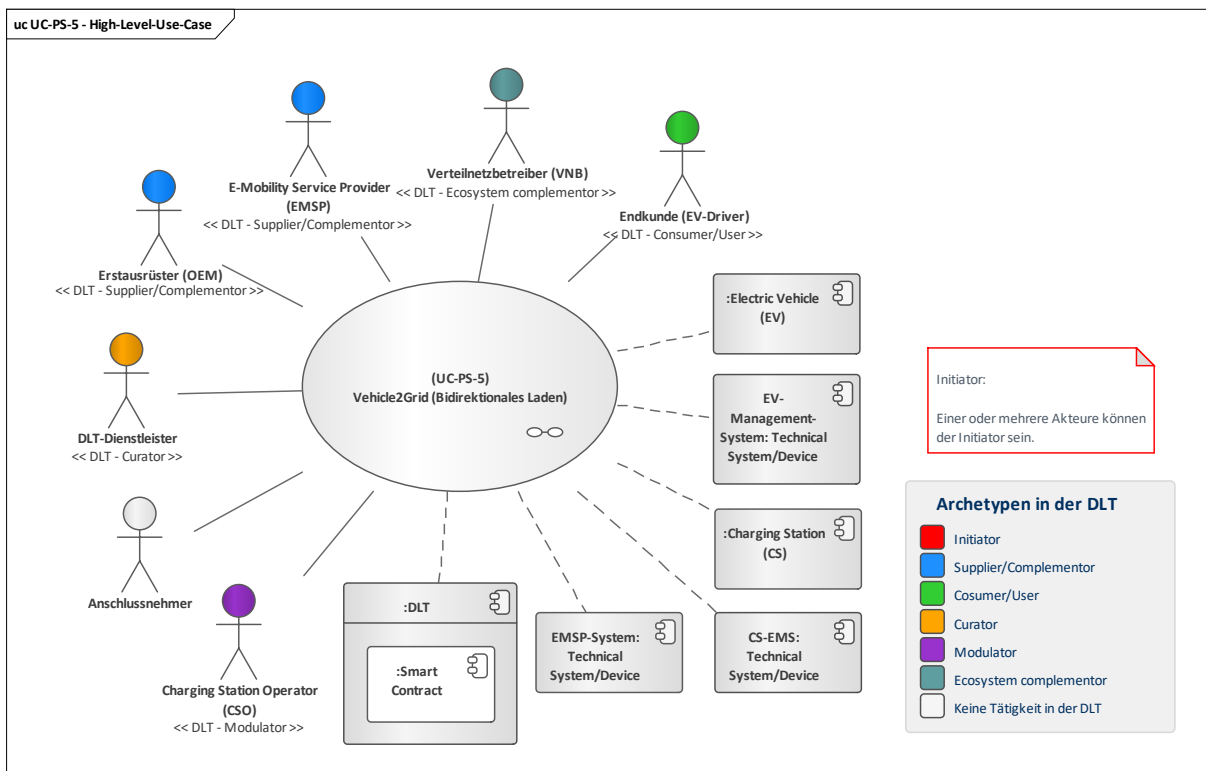 uc UC-PS-5 - High-Level-Use-Case
Verteilnetzbetreiber (VNB)
<< DLT - Ecosystem complementor >>
E-Mobility Service Provider
(EMSP)
<< DLT - Supplier/Complementor >>
Endkunde (EV-Driver)
<< DLT - Consumer/User >>
Erstausrüster (OEM)
<< DLT - Supplier/Complementor >>
:Electric Vehicle
(EV)
(UC-PS-5)
Vehicle2Grid (Bidirektionales Laden)
EV-
Management-
System: Technical
System/Device
Initiator:
Einer oder mehrere Akteure können
der Initiator sein.
DLT-Dienstleister
<< DLT - Curator >>
:Charging Station
(CS)
Anschlussnehmer
:DLT
:Smart
Contract
EMSP-System:
Technical
System/Device
CS-EMS:
Technical
System/Device
Charging Station Operator
(CSO)
<< DLT - Modulator >>
Archetypen in der DLT
Initiator
Supplier/Complementor
Cosumer/User
Curator
Modulator
Ecosystem complementor
Keine Tätigkeit in der DLT